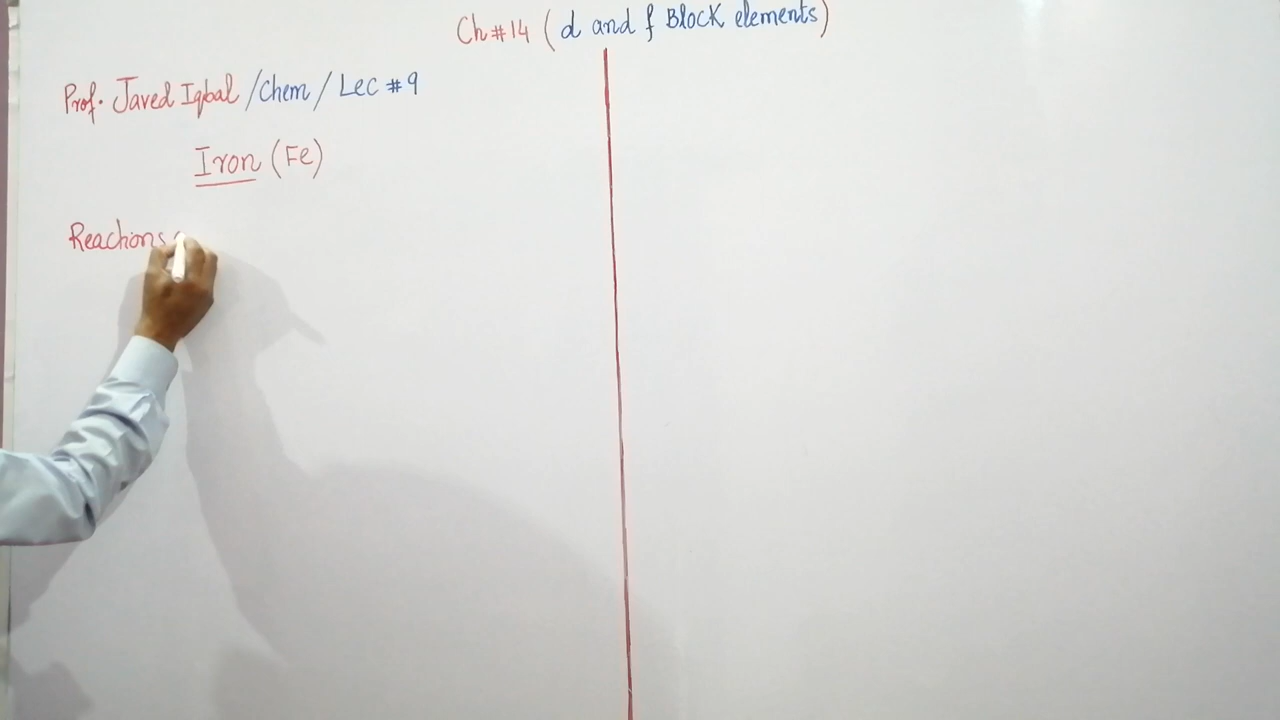 Ch # 14 ( d and f Block elements)
Prof. Javed Iqbal /Chem / Lec # 9
Iron (Fe)
Reactions